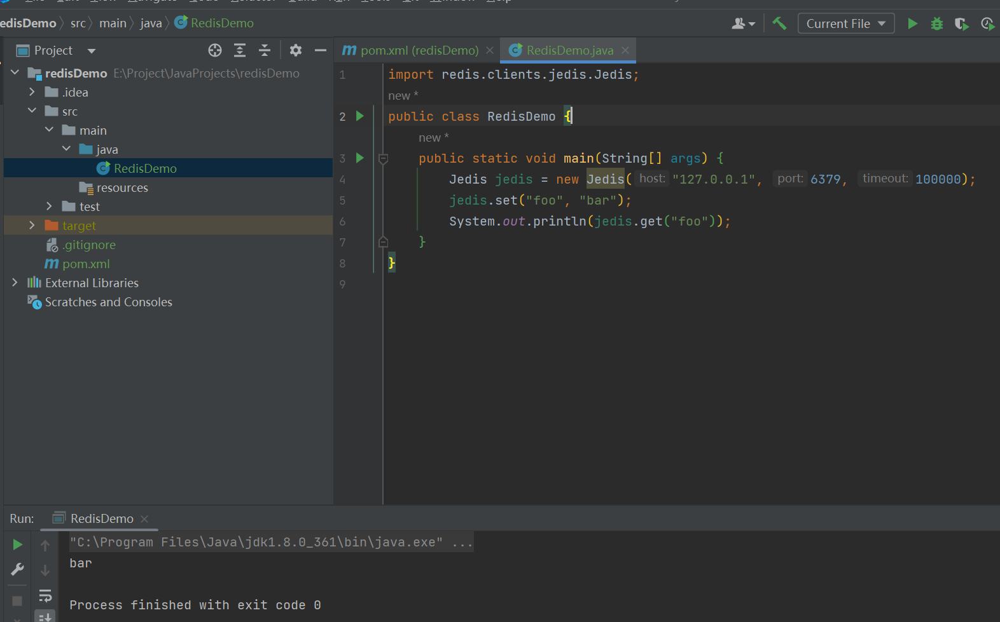 edisDemo src main java RedisDemo
Current File
Project
pom.xml (redisDemo)
RedisDemo.java
redisDemo E:\Project\JavaProjects\redisDemo
.idea
src
main
java
RedisDemo
resources
test
target
.gitignore
pom.xml
External Libraries
Scratches and Consoles
1 import redis.clients.jedis.Jedis;
new *
2 public class RedisDemo {
new *
3 public static void main(String[] args) {
4 Jedis jedis = new Jedis( host: "127.0.0.1", port: 6379, timeout: 100000);
5 jedis.set("foo", "bar");
6 System.out.println(jedis.get("foo"));
7 }
8 }
9
Run: RedisDemo
"C:\Program Files\Java\jdk1.8.0_361\bin\java.exe" ...
bar
Process finished with exit code 0